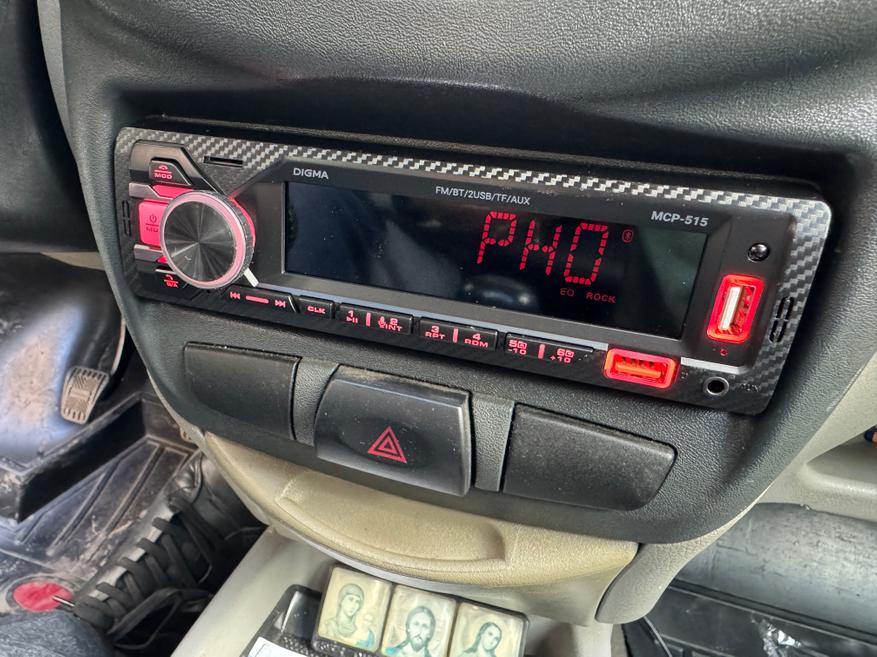 MOD
DIGMA
FM/BT/2USB/TF/AUX
MCP-515
PHO
EQ ROCK
CLK
1
2
INT
3
RPT
4
RDM
5
-10
6
+10